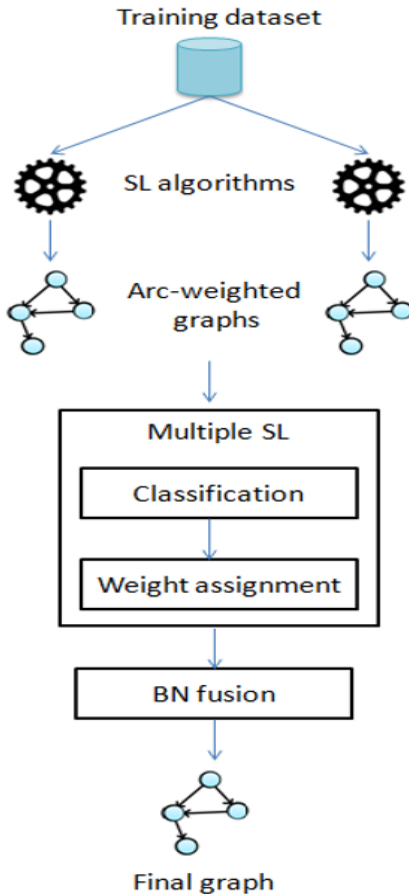 Training dataset
SL algorithms
Arc-weighted
graphs
Multiple SL
Classification
Weight assignment
BN fusion
Final graph